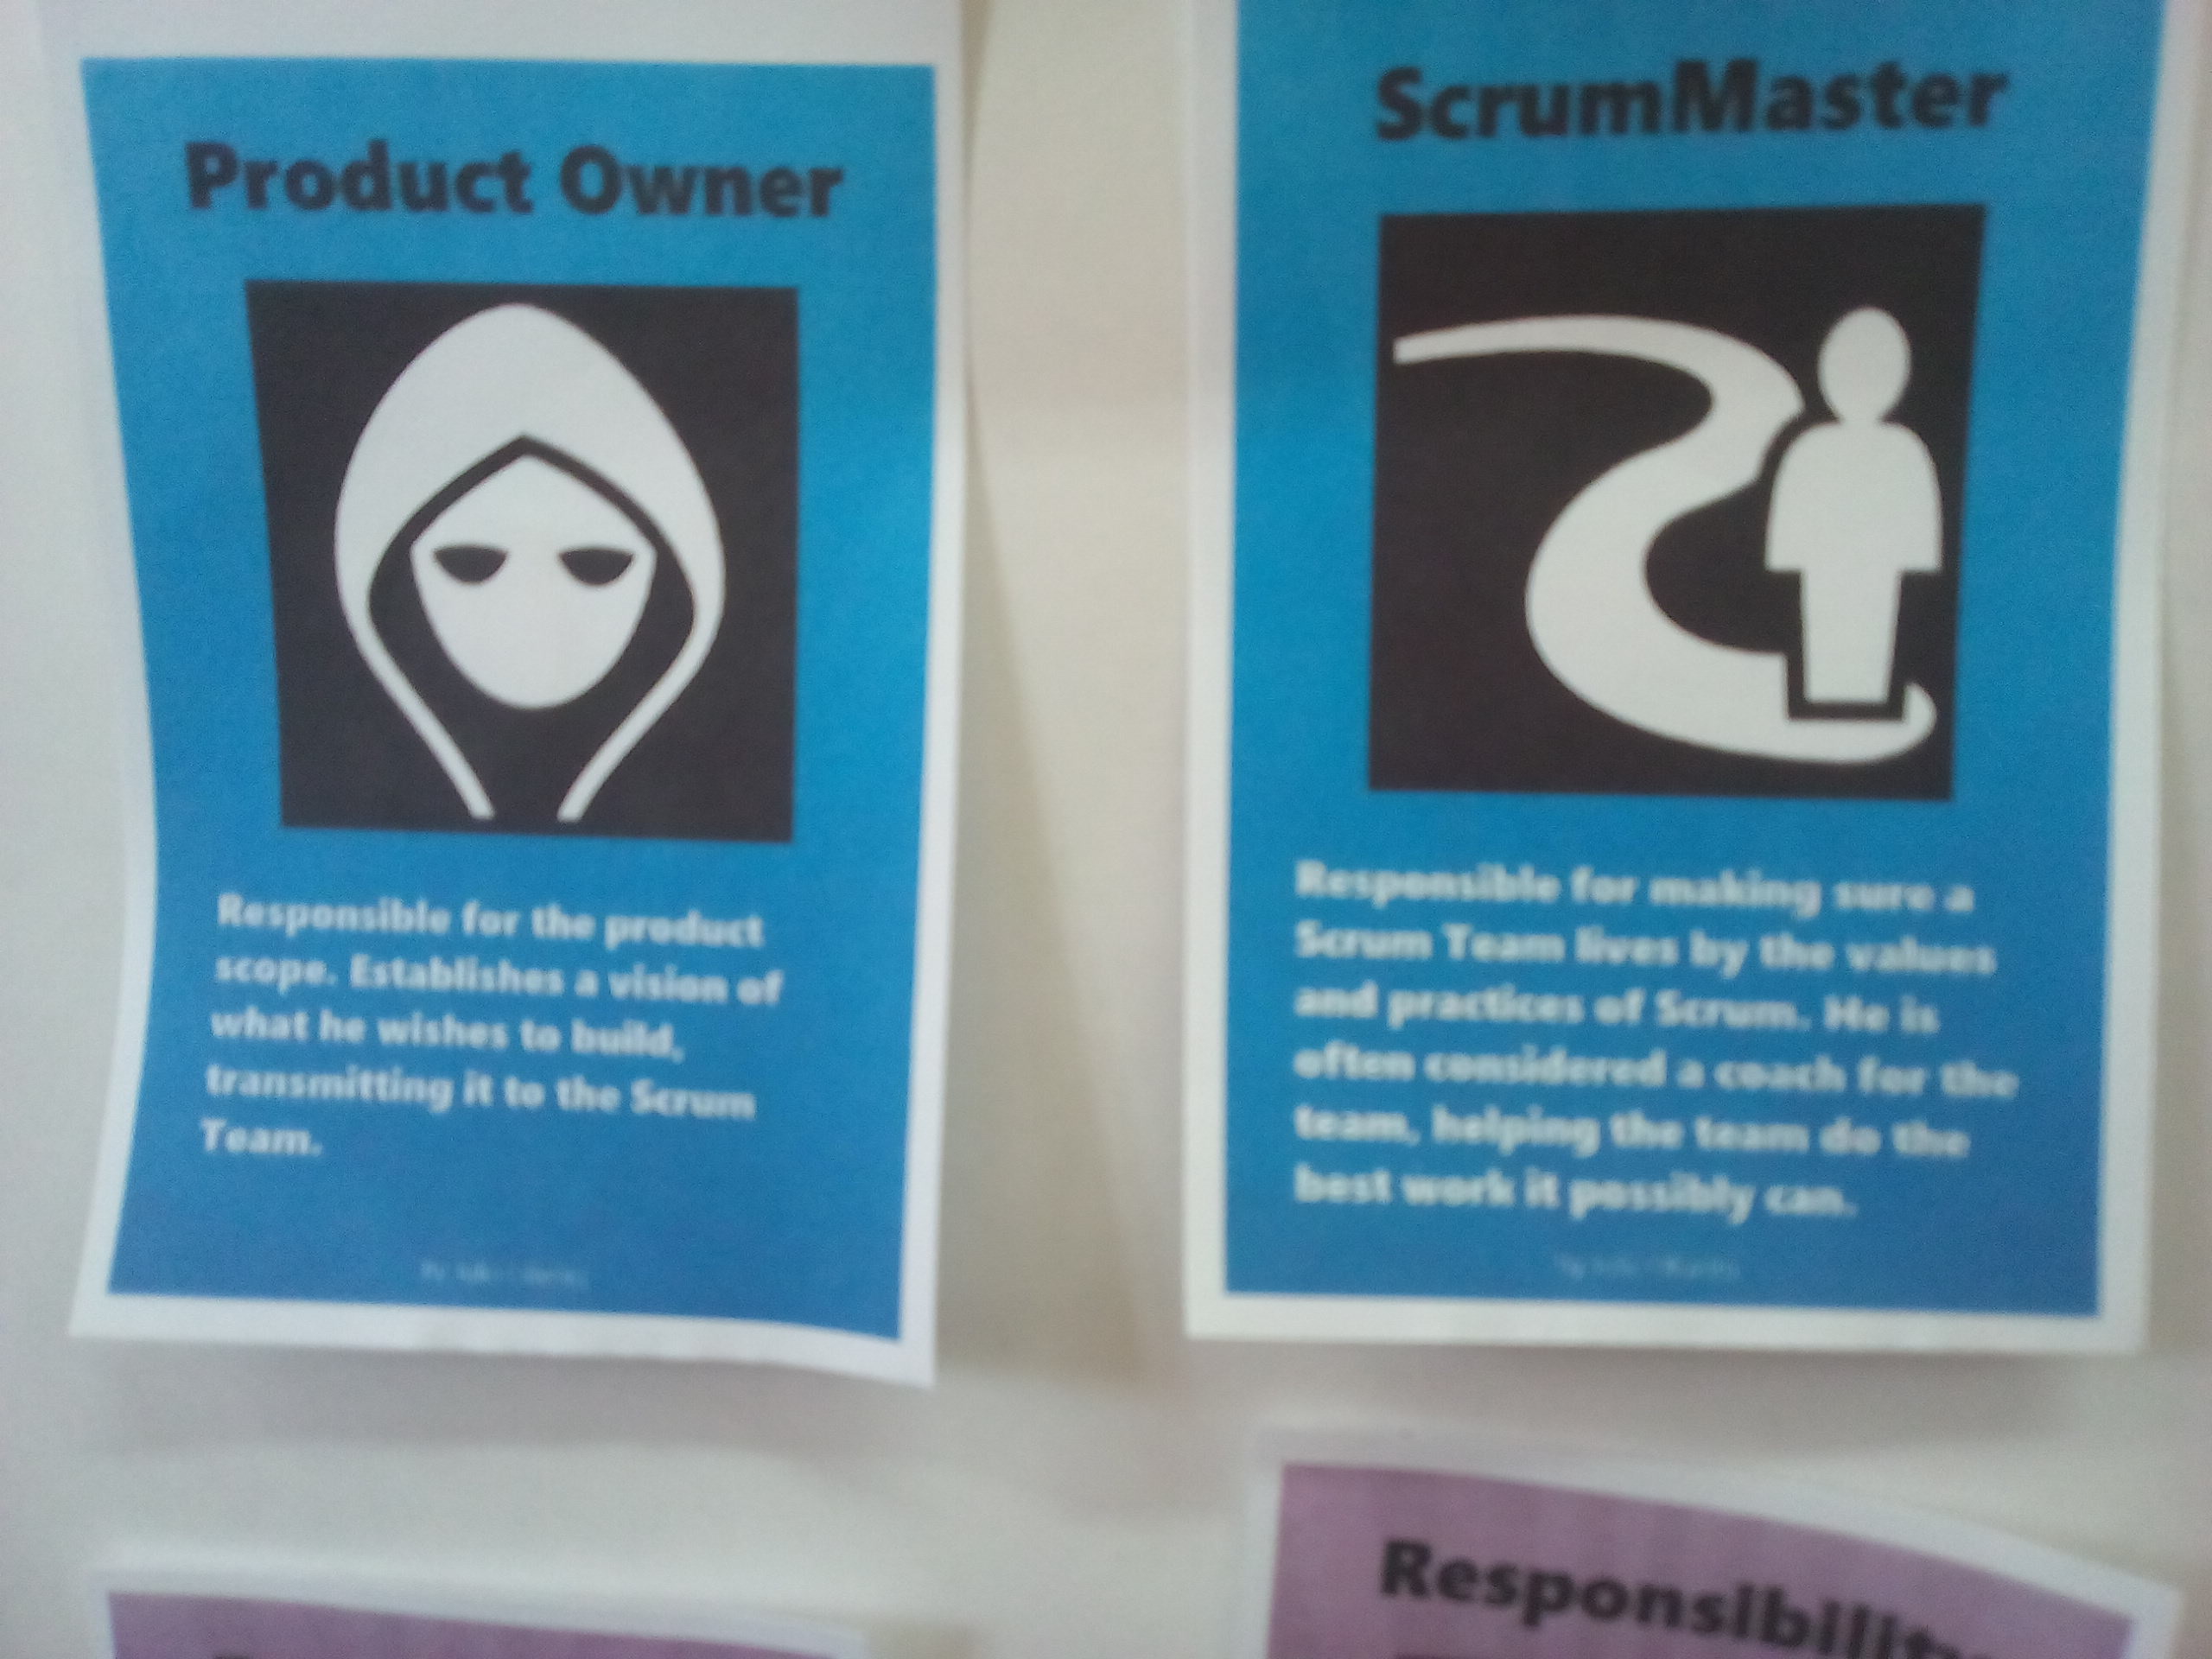 Product Owner
Responsible for the product
scope. Establishes a vision of
what he wishes to build,
transmitting it to the Scrum
Team.
ScrumMaster
Responsible for making sure a
Scrum Team lives by the values
and practices of Scrum. He is
often considered a coach for the
team, helping the team do the
best work it possibly can.